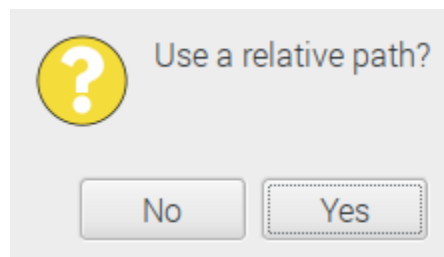 Use a relative path?
No
Yes